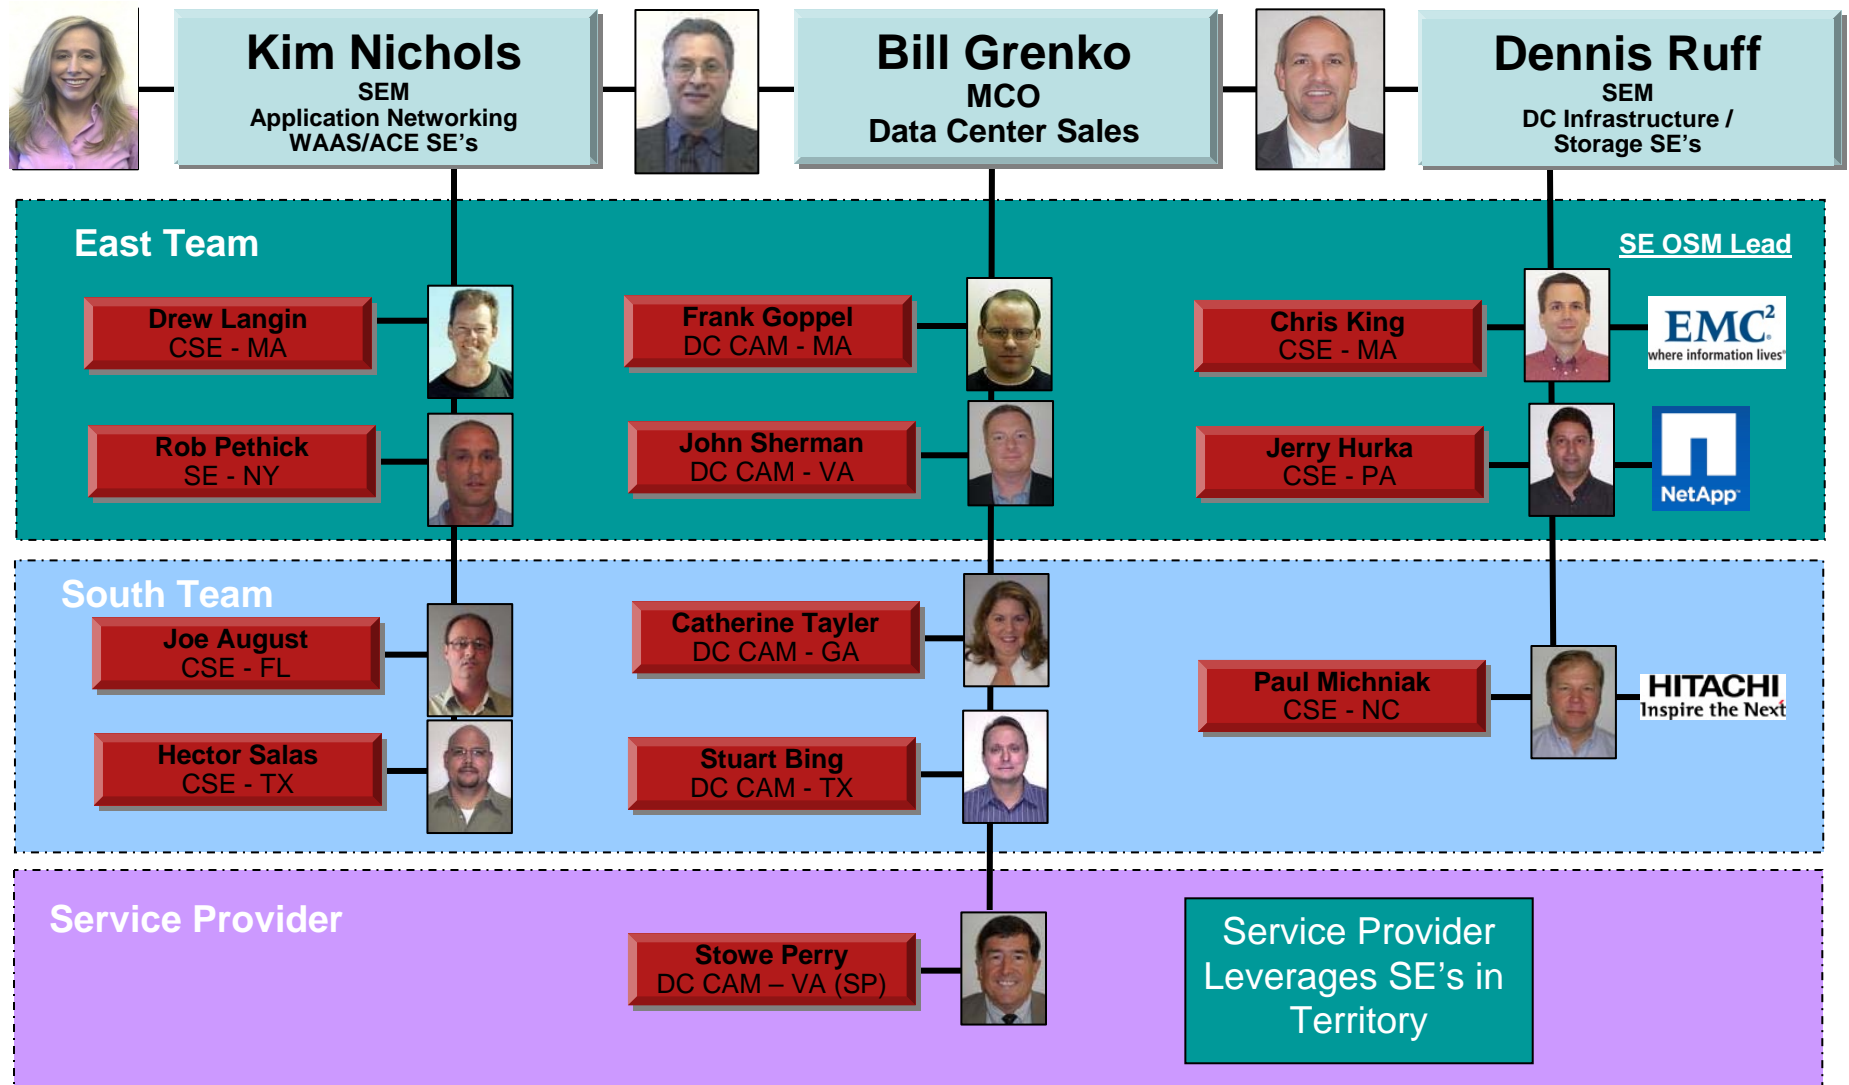 Kim Nichols
SEM
Application Networking
WAAS/ACE SE's
Bill Grenko
MCO
Data Center Sales
Dennis Ruff
SEM
DC Infrastructure /
Storage SE's
East Team
SE OSM Lead
Drew Langin
CSE - MA
Frank Goppel
DC CAM - MA
Chris King
CSE - MA
EMC²
where information lives®
Rob Pethick
SE - NY
John Sherman
DC CAM - VA
Jerry Hurka
CSE - PA
NetApp™
South Team
Joe August
CSE - FL
Catherine Tayler
DC CAM - GA
Paul Michniak
CSE - NC
HITACHI
Inspire the Next
Hector Salas
CSE - TX
Stuart Bing
DC CAM - TX
Service Provider
Stowe Perry
DC CAM – VA (SP)
Service Provider
Leverages SE's in
Territory